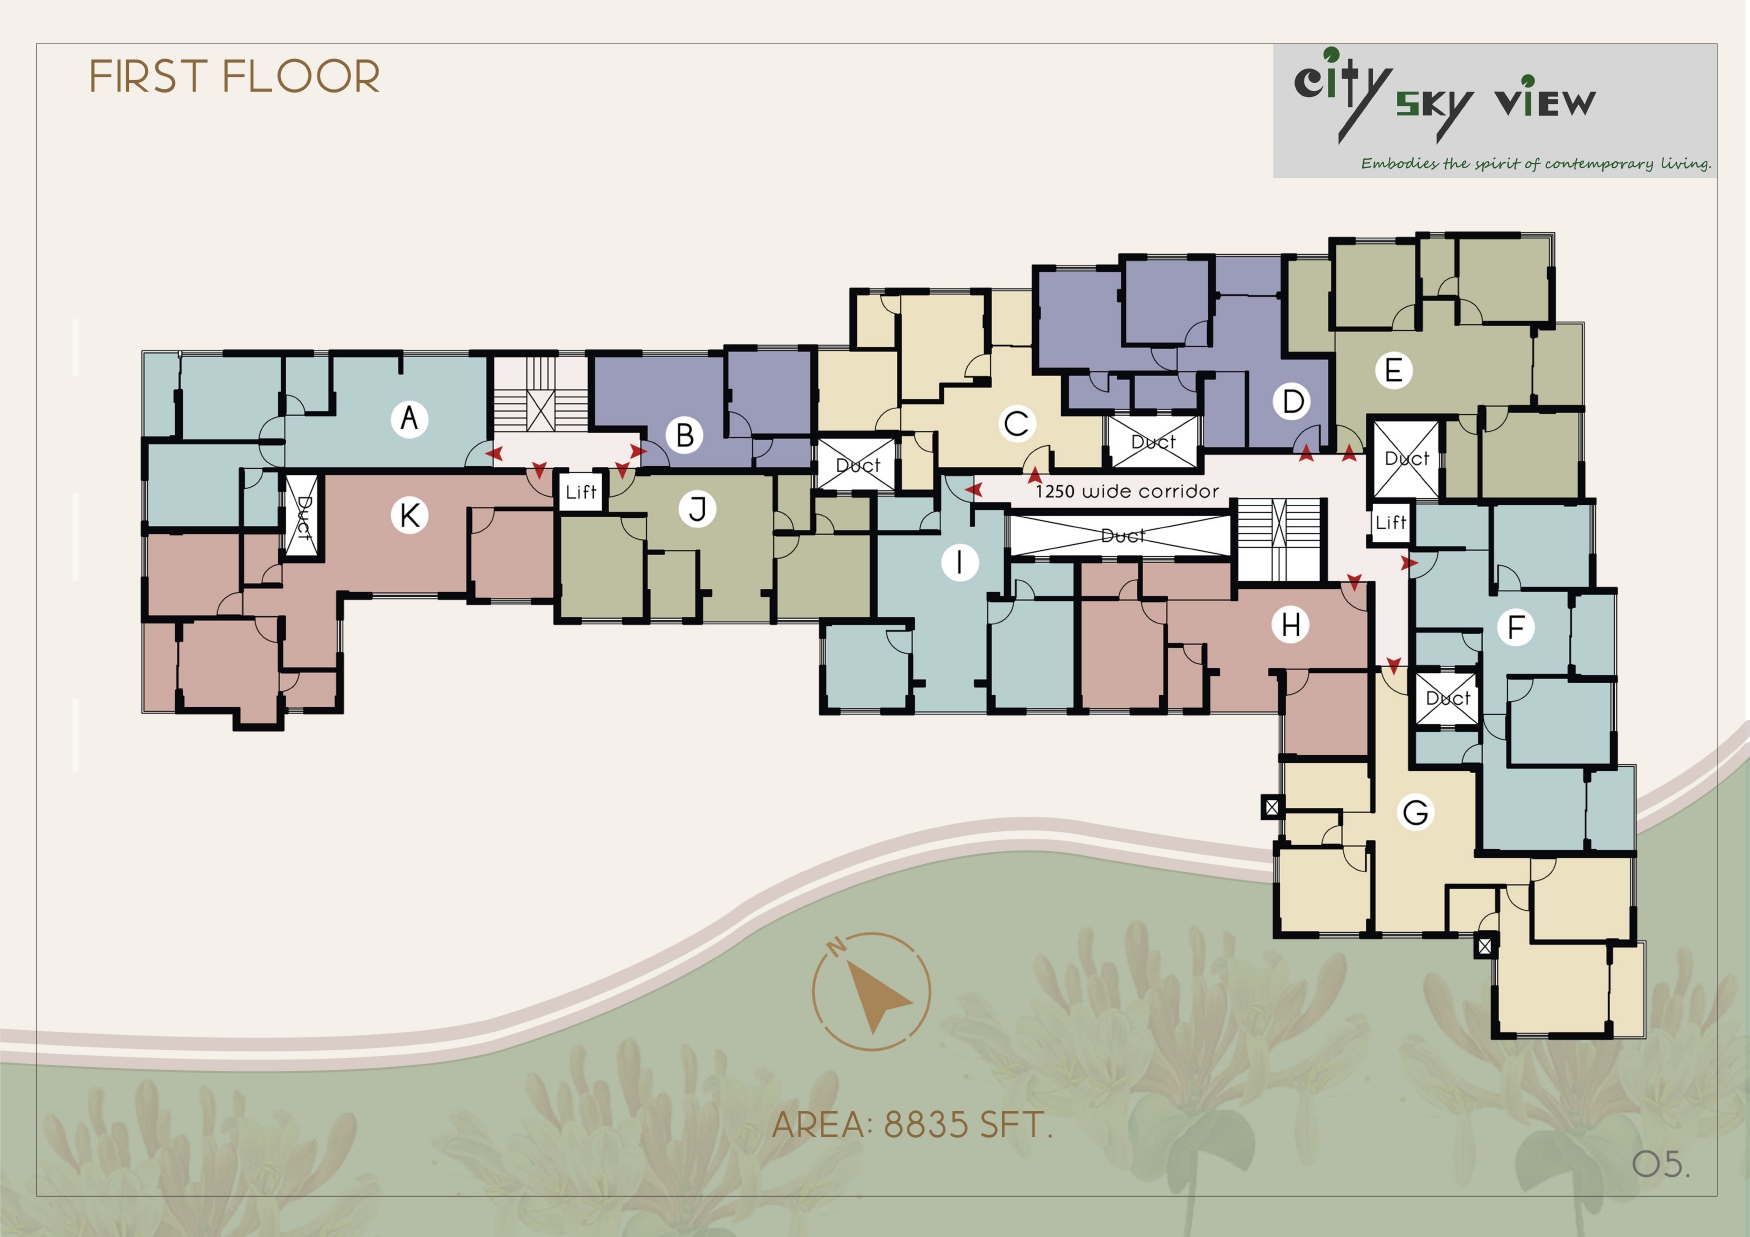 FIRST FLOOR
city sky view
Embodies the spirit of contemporary living.
E
A
D
C
B
Duct
Duct
Duct
Lift
1250 wide corridor
Duct
K
J
Lift
Duct
I
H
F
Duct
G
N
AREA: 8835 SFT.
05.